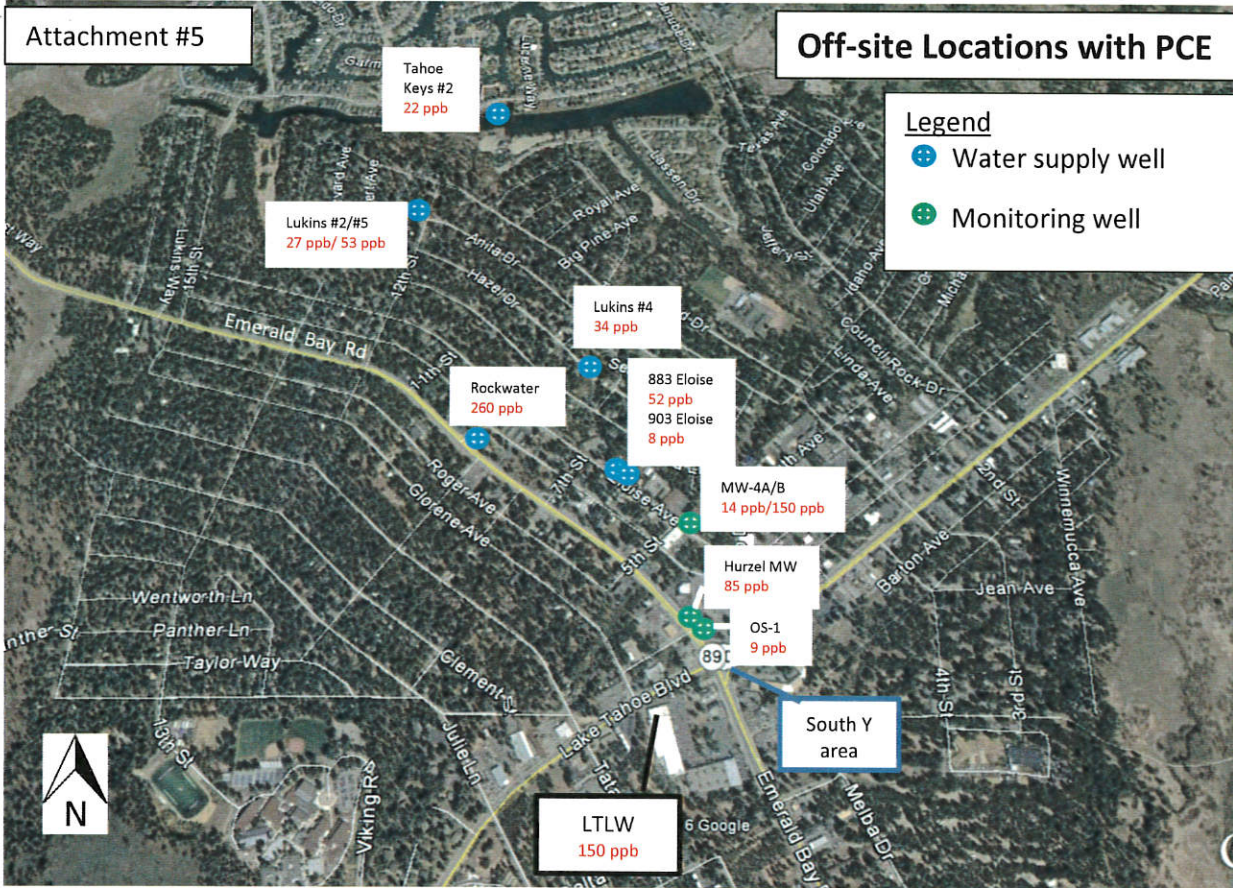 Attachment #5
Off-site Locations with PCE
Legend
Water supply well
Monitoring well
Tahoe
Keys #2
22 ppb
Lukins #2/#5
27 ppb/ 53 ppb
Lukins #4
34 ppb
Rockwater
260 ppb
883 Eloise
52 ppb
903 Eloise
8 ppb
MW-4A/B
14 ppb/150 ppb
Hurzel MW
85 ppb
OS-1
9 ppb
South Y
area
LTLW
150 ppb
N
89
Texas Ave
Colorado
Utah Ave
Idaho Ave
Lassen Dr
Jeffery St
Royal Ave
Big Pine Ave
Anita Dr
Hazel Dr
Lukins Way
15th St
12th St
11th St
Emerald Bay Rd
Council Rock Dr
Linda Ave
2nd St
Winnemucca Ave
Roger Ave
Glorene Ave
7th St
5th St
Barton Ave
Jean Ave
Wentworth Ln
Panther Ln
Taylor Way
Clement St
Lake Tahoe Blvd
4th St
3rd St
13th St
Julie Ln
Viking Rd
Tata
Emerald Bay
Melba Dr
6 Google